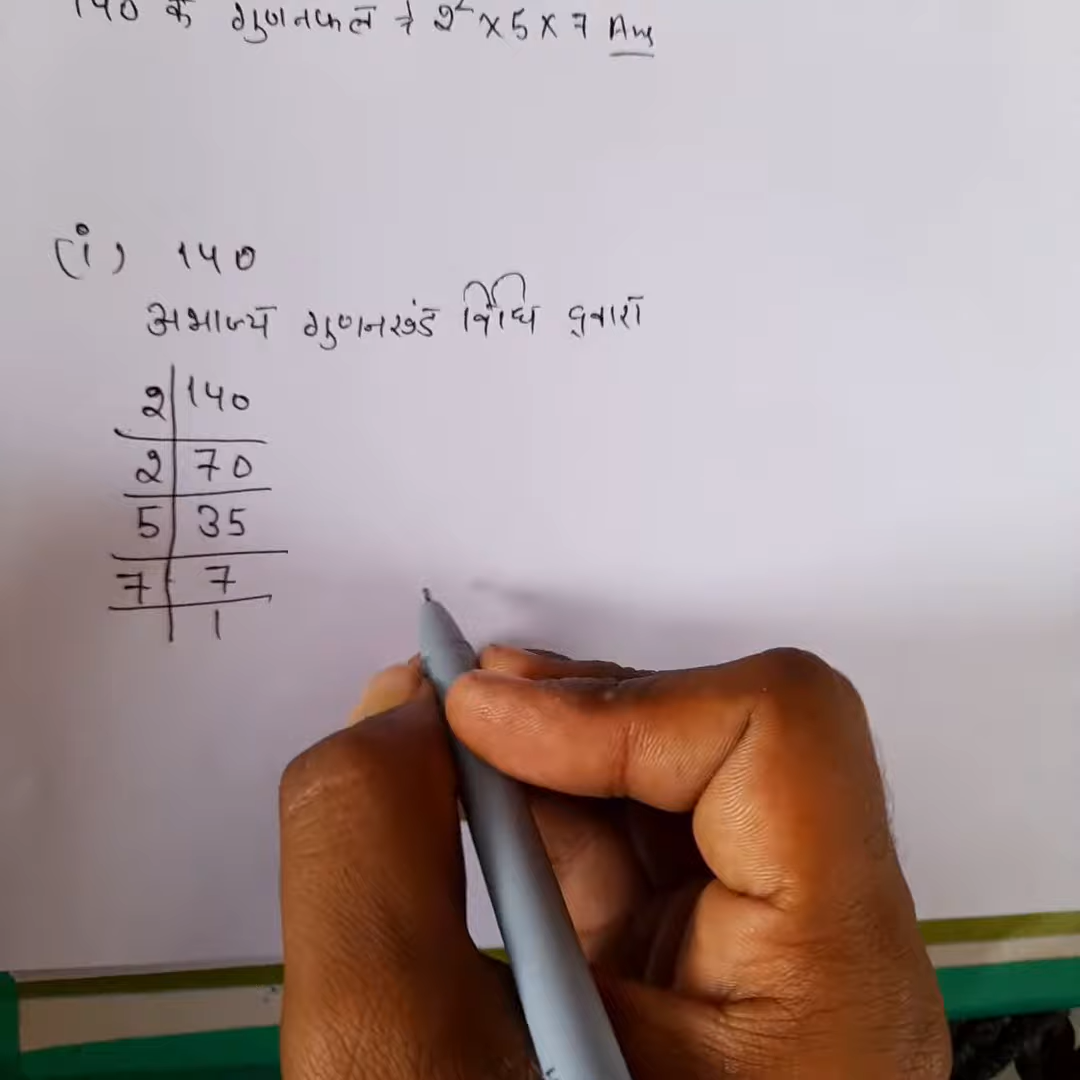 140 के गुणनफल = 2² × 5 × 7 Ans
(i) 140
अभाज्य गुणनखंड विधि द्वारा
2 | 140
2 | 70
5 | 35
7 | 7
| 1